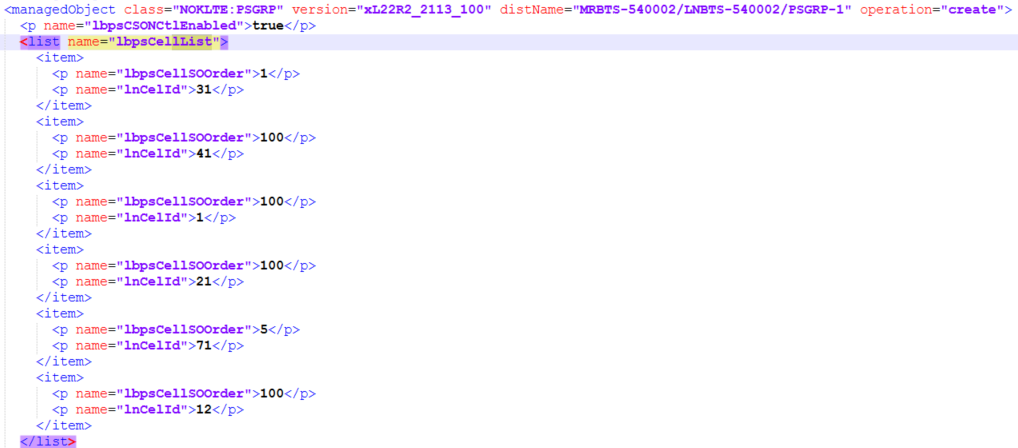 <managedObject class="NOKLTE:PSGRP" version="xL22R2_2113_100" distName="MRBTS-540002/LNBTS-540002/PSGRP-1" operation="create">
<p name="lbpsCSONCtlEnabled">true</p>
<list name="lbpsCellList">
<item>
<p name="lbpsCellSOOrder">1</p>
<p name="lnCelId">31</p>
</item>
<item>
<p name="lbpsCellSOOrder">100</p>
<p name="lnCelId">41</p>
</item>
<item>
<p name="lbpsCellSOOrder">100</p>
<p name="lnCelId">1</p>
</item>
<item>
<p name="lbpsCellSOOrder">100</p>
<p name="lnCelId">21</p>
</item>
<item>
<p name="lbpsCellSOOrder">5</p>
<p name="lnCelId">71</p>
</item>
<item>
<p name="lbpsCellSOOrder">100</p>
<p name="lnCelId">12</p>
</item>
</list>